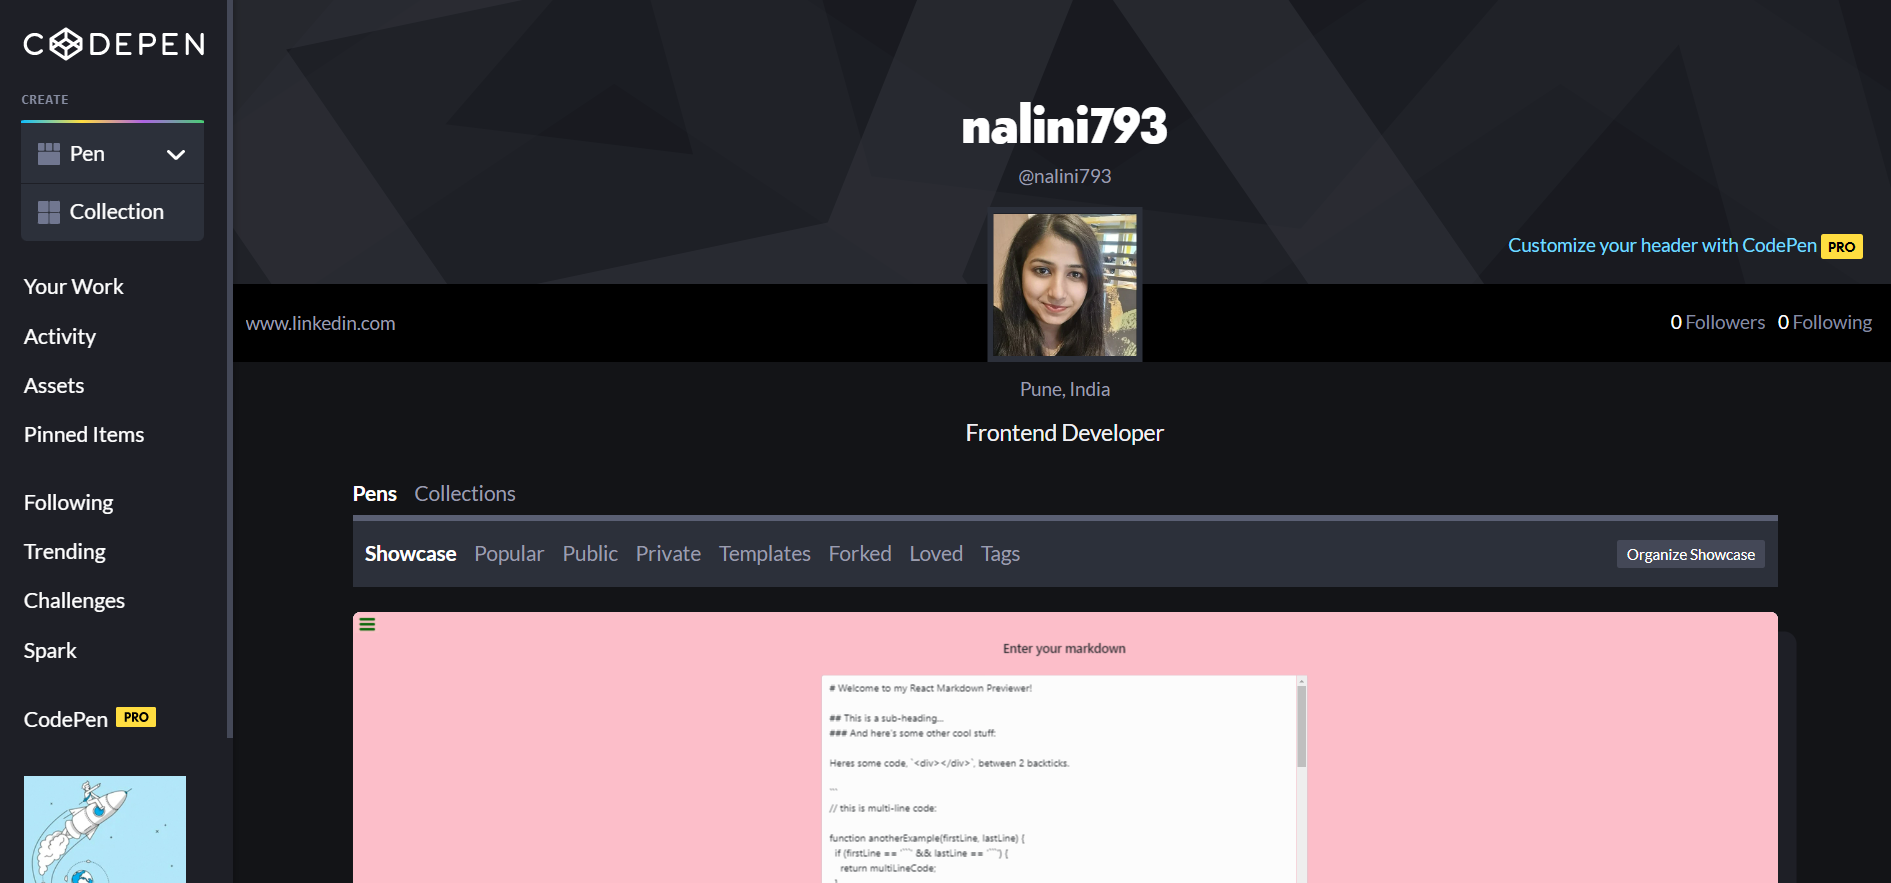 CODEPEN
CREATE
Pen
Collection
Your Work
Activity
Assets
Pinned Items
Following
Trending
Challenges
Spark
CodePen PRO
nalini793
@nalini793
Customize your header with CodePen PRO
www.linkedin.com
0 Followers 0 Following
Pune, India
Frontend Developer
Pens Collections
Showcase Popular Public Private Templates Forked Loved Tags Organize Showcase
Enter your markdown
# Welcome to my React Markdown Previewer!
## This is a sub-heading...
### And here's some other cool stuff:
Heres some code, `<div></div>`, between 2 backticks.
```
// this is multi-line code:
function anotherExample(firstLine, lastLine) {
if (firstLine == '```' && lastLine == '```') {
return multiLineCode;
}